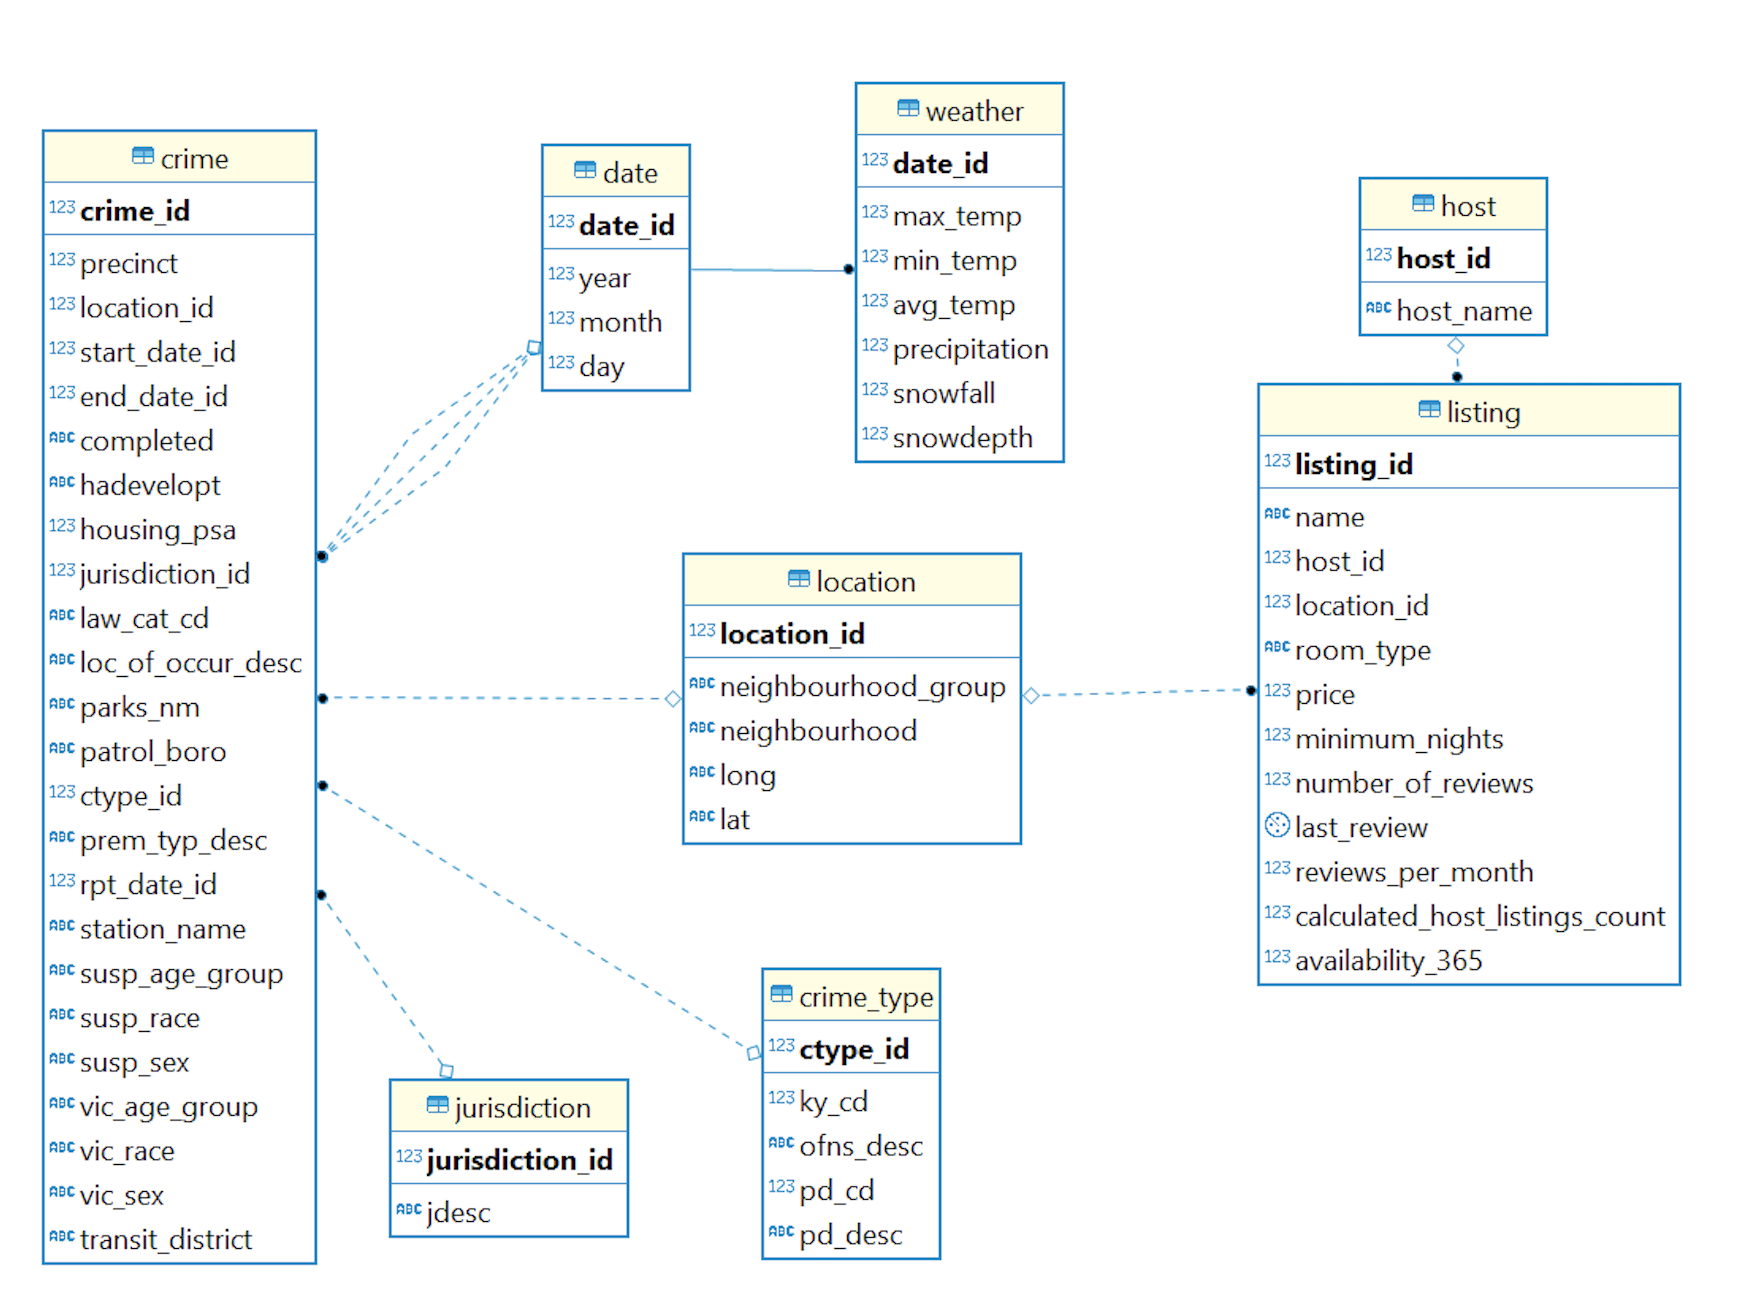 crime
123 crime_id
123 precinct
123 location_id
123 start_date_id
123 end_date_id
ABC completed
ABC hadevelopt
123 housing_psa
123 jurisdiction_id
ABC law_cat_cd
ABC loc_of_occur_desc
ABC parks_nm
ABC patrol_boro
123 ctype_id
ABC prem_typ_desc
123 rpt_date_id
ABC station_name
ABC susp_age_group
ABC susp_race
ABC susp_sex
ABC vic_age_group
ABC vic_race
ABC vic_sex
ABC transit_district
date
123 date_id
123 year
123 month
123 day
weather
123 date_id
123 max_temp
123 min_temp
123 avg_temp
123 precipitation
123 snowfall
123 snowdepth
host
123 host_id
ABC host_name
listing
123 listing_id
ABC name
123 host_id
123 location_id
ABC room_type
123 price
123 minimum_nights
123 number_of_reviews
last_review
123 reviews_per_month
123 calculated_host_listings_count
123 availability_365
location
123 location_id
ABC neighbourhood_group
ABC neighbourhood
ABC long
ABC lat
crime_type
123 ctype_id
123 ky_cd
ABC ofns_desc
123 pd_cd
ABC pd_desc
jurisdiction
123 jurisdiction_id
ABC jdesc